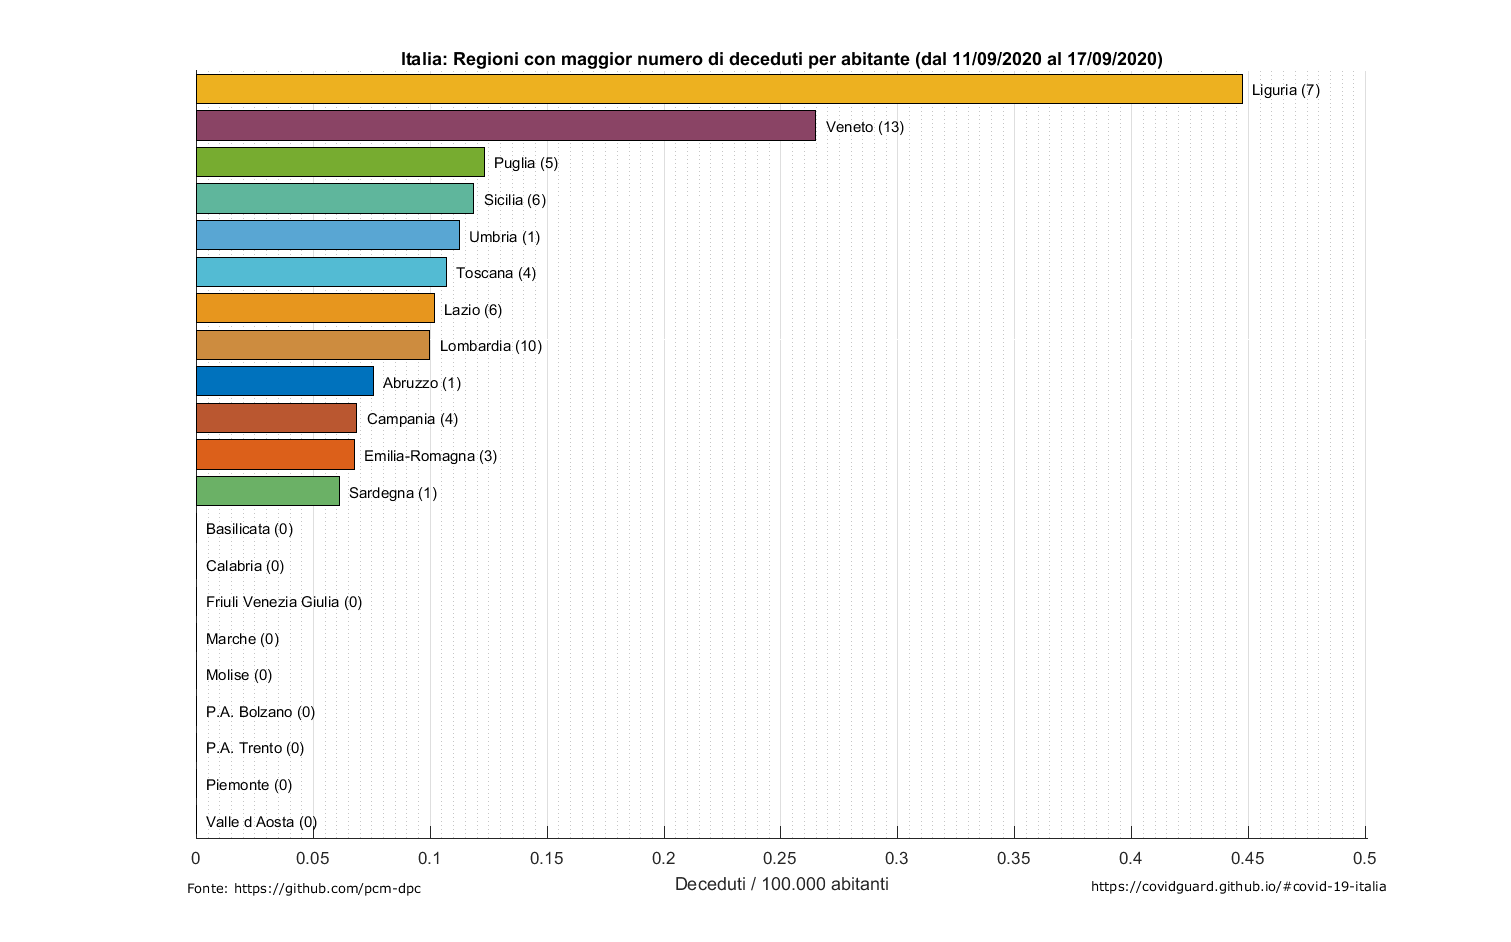 Italia: Regioni con maggior numero di deceduti per abitante (dal 11/09/2020 al 17/09/2020)
Liguria (7)
Veneto (13)
Puglia (5)
Sicilia (6)
Umbria (1)
Toscana (4)
Lazio (6)
Lombardia (10)
Abruzzo (1)
Campania (4)
Emilia-Romagna (3)
Sardegna (1)
Basilicata (0)
Calabria (0)
Friuli Venezia Giulia (0)
Marche (0)
Molise (0)
P.A. Bolzano (0)
P.A. Trento (0)
Piemonte (0)
Valle d Aosta (0)
0 0.05 0.1 0.15 0.2 0.25 0.3 0.35 0.4 0.45 0.5
Deceduti / 100.000 abitanti
Fonte: https://github.com/pcm-dpc
https://covidguard.github.io/#covid-19-italia